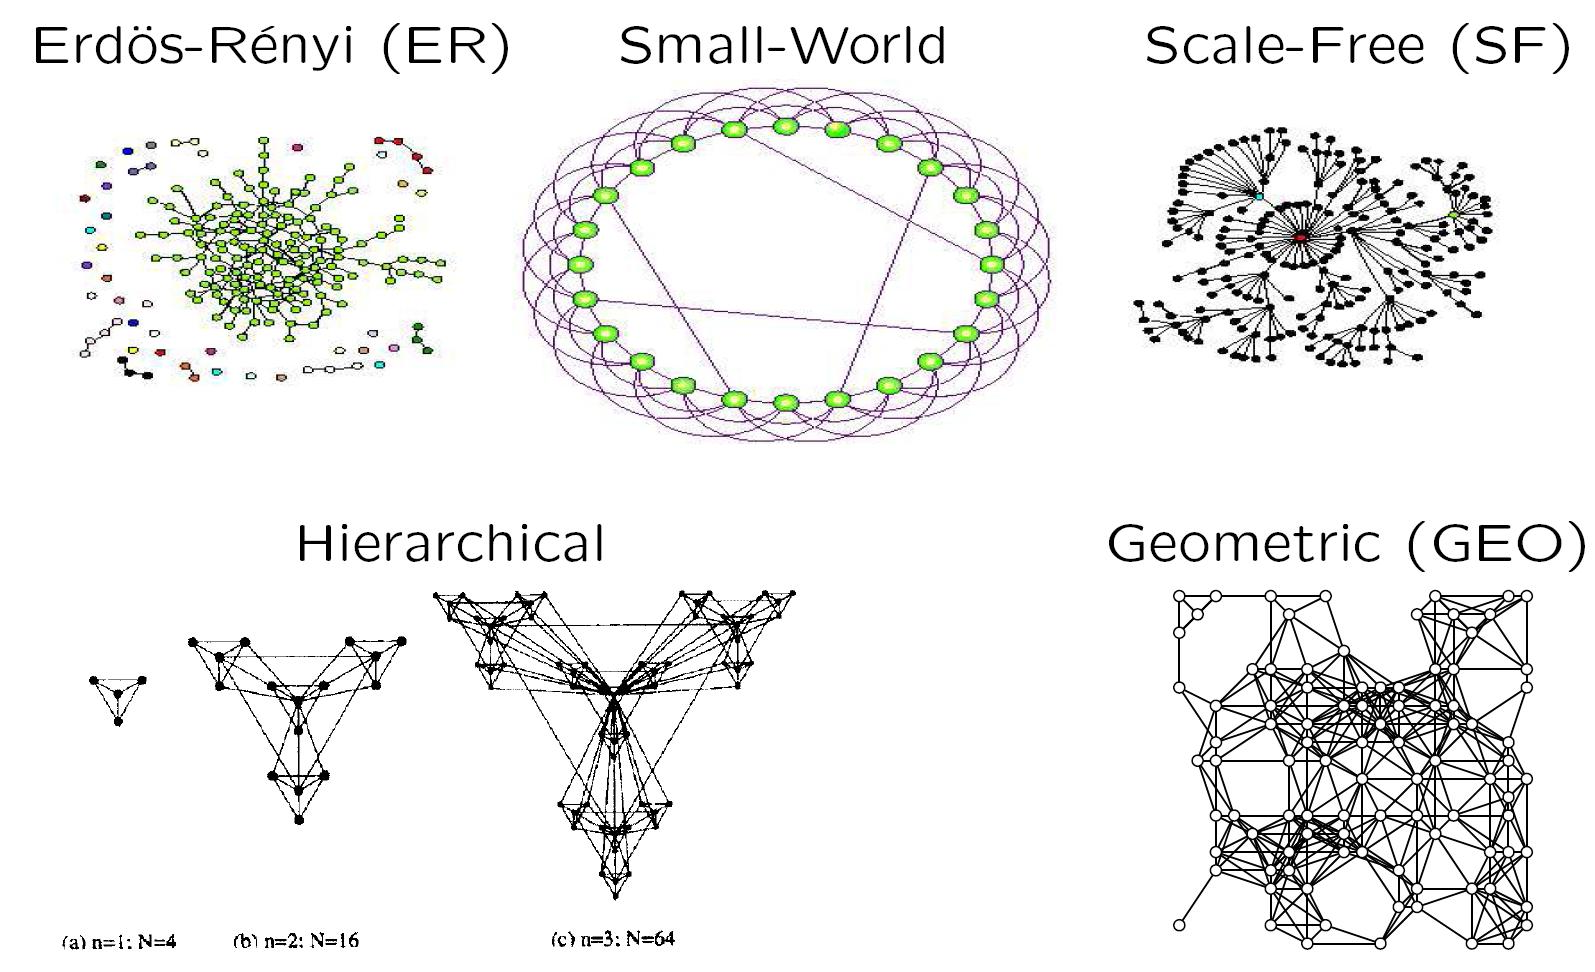 Erdös-Rényi (ER)
Small-World
Scale-Free (SF)
Hierarchical
Geometric (GEO)
(a) n=1; N=4
(b) n=2; N=16
(c) n=3; N=64